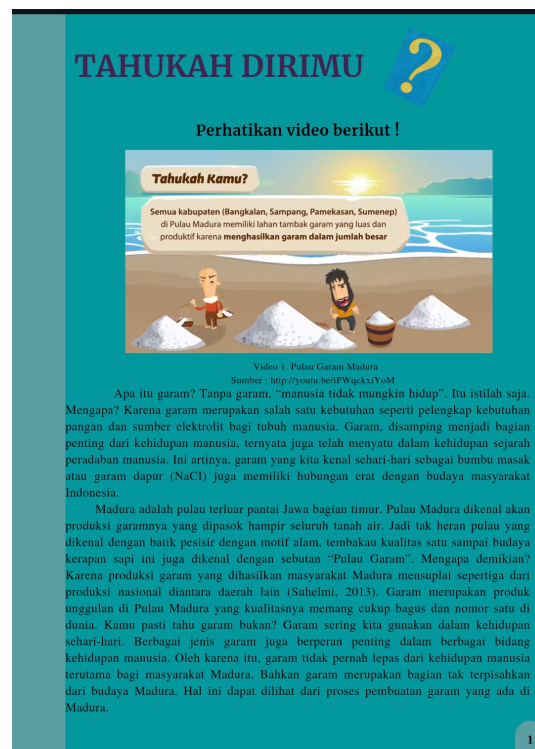 TAHUKAH DIRIMU ?
Perhatikan video berikut !
Tahukah Kamu?
Semua kabupaten (Bangkalan, Sampang, Pamekasan, Sumenep)
di Pulau Madura memiliki lahan tambak garam yang luas dan
produktif karena menghasilkan garam dalam jumlah besar
Video 1. Pulau Garam Madura
Sumber : http://youtu.be/iPWqckxiYoM
Apa itu garam? Tanpa garam, “manusia tidak mungkin hidup”. Itu istilah saja.
Mengapa? Karena garam merupakan salah satu kebutuhan seperti pelengkap kebutuhan
pangan dan sumber elektrolit bagi tubuh manusia. Garam, disamping menjadi bagian
penting dari kehidupan manusia, ternyata juga telah menyatu dalam kehidupan sejarah
peradaban manusia. Ini artinya, garam yang kita kenal sehari-hari sebagai bumbu masak
atau garam dapur (NaCI) juga memiliki hubungan erat dengan budaya masyarakat
Indonesia.
Madura adalah pulau terluar pantai Jawa bagian timur. Pulau Madura dikenal akan
produksi garamnya yang dipasok hampir seluruh tanah air. Jadi tak heran pulau yang
dikenal dengan batik pesisir dengan motif alam, tembakau kualitas satu sampai budaya
kerapan sapi ini juga dikenal dengan sebutan “Pulau Garam”. Mengapa demikian?
Karena produksi garam yang dihasilkan masyarakat Madura mensuplai sepertiga dari
produksi nasional diantara daerah lain (Suhelmi, 2013). Garam merupakan produk
unggulan di Pulau Madura yang kualitasnya memang cukup bagus dan nomor satu di
dunia. Kamu pasti tahu garam bukan? Garam sering kita gunakan dalam kehidupan
sehari-hari. Berbagai jenis garam juga berperan penting dalam berbagai bidang
kehidupan manusia. Oleh karena itu, garam tidak pernah lepas dari kehidupan manusia
terutama bagi masyarakat Madura. Bahkan garam merupakan bagian tak terpisahkan
dari budaya Madura. Hal ini dapat dilihat dari proses pembuatan garam yang ada di
Madura.
1